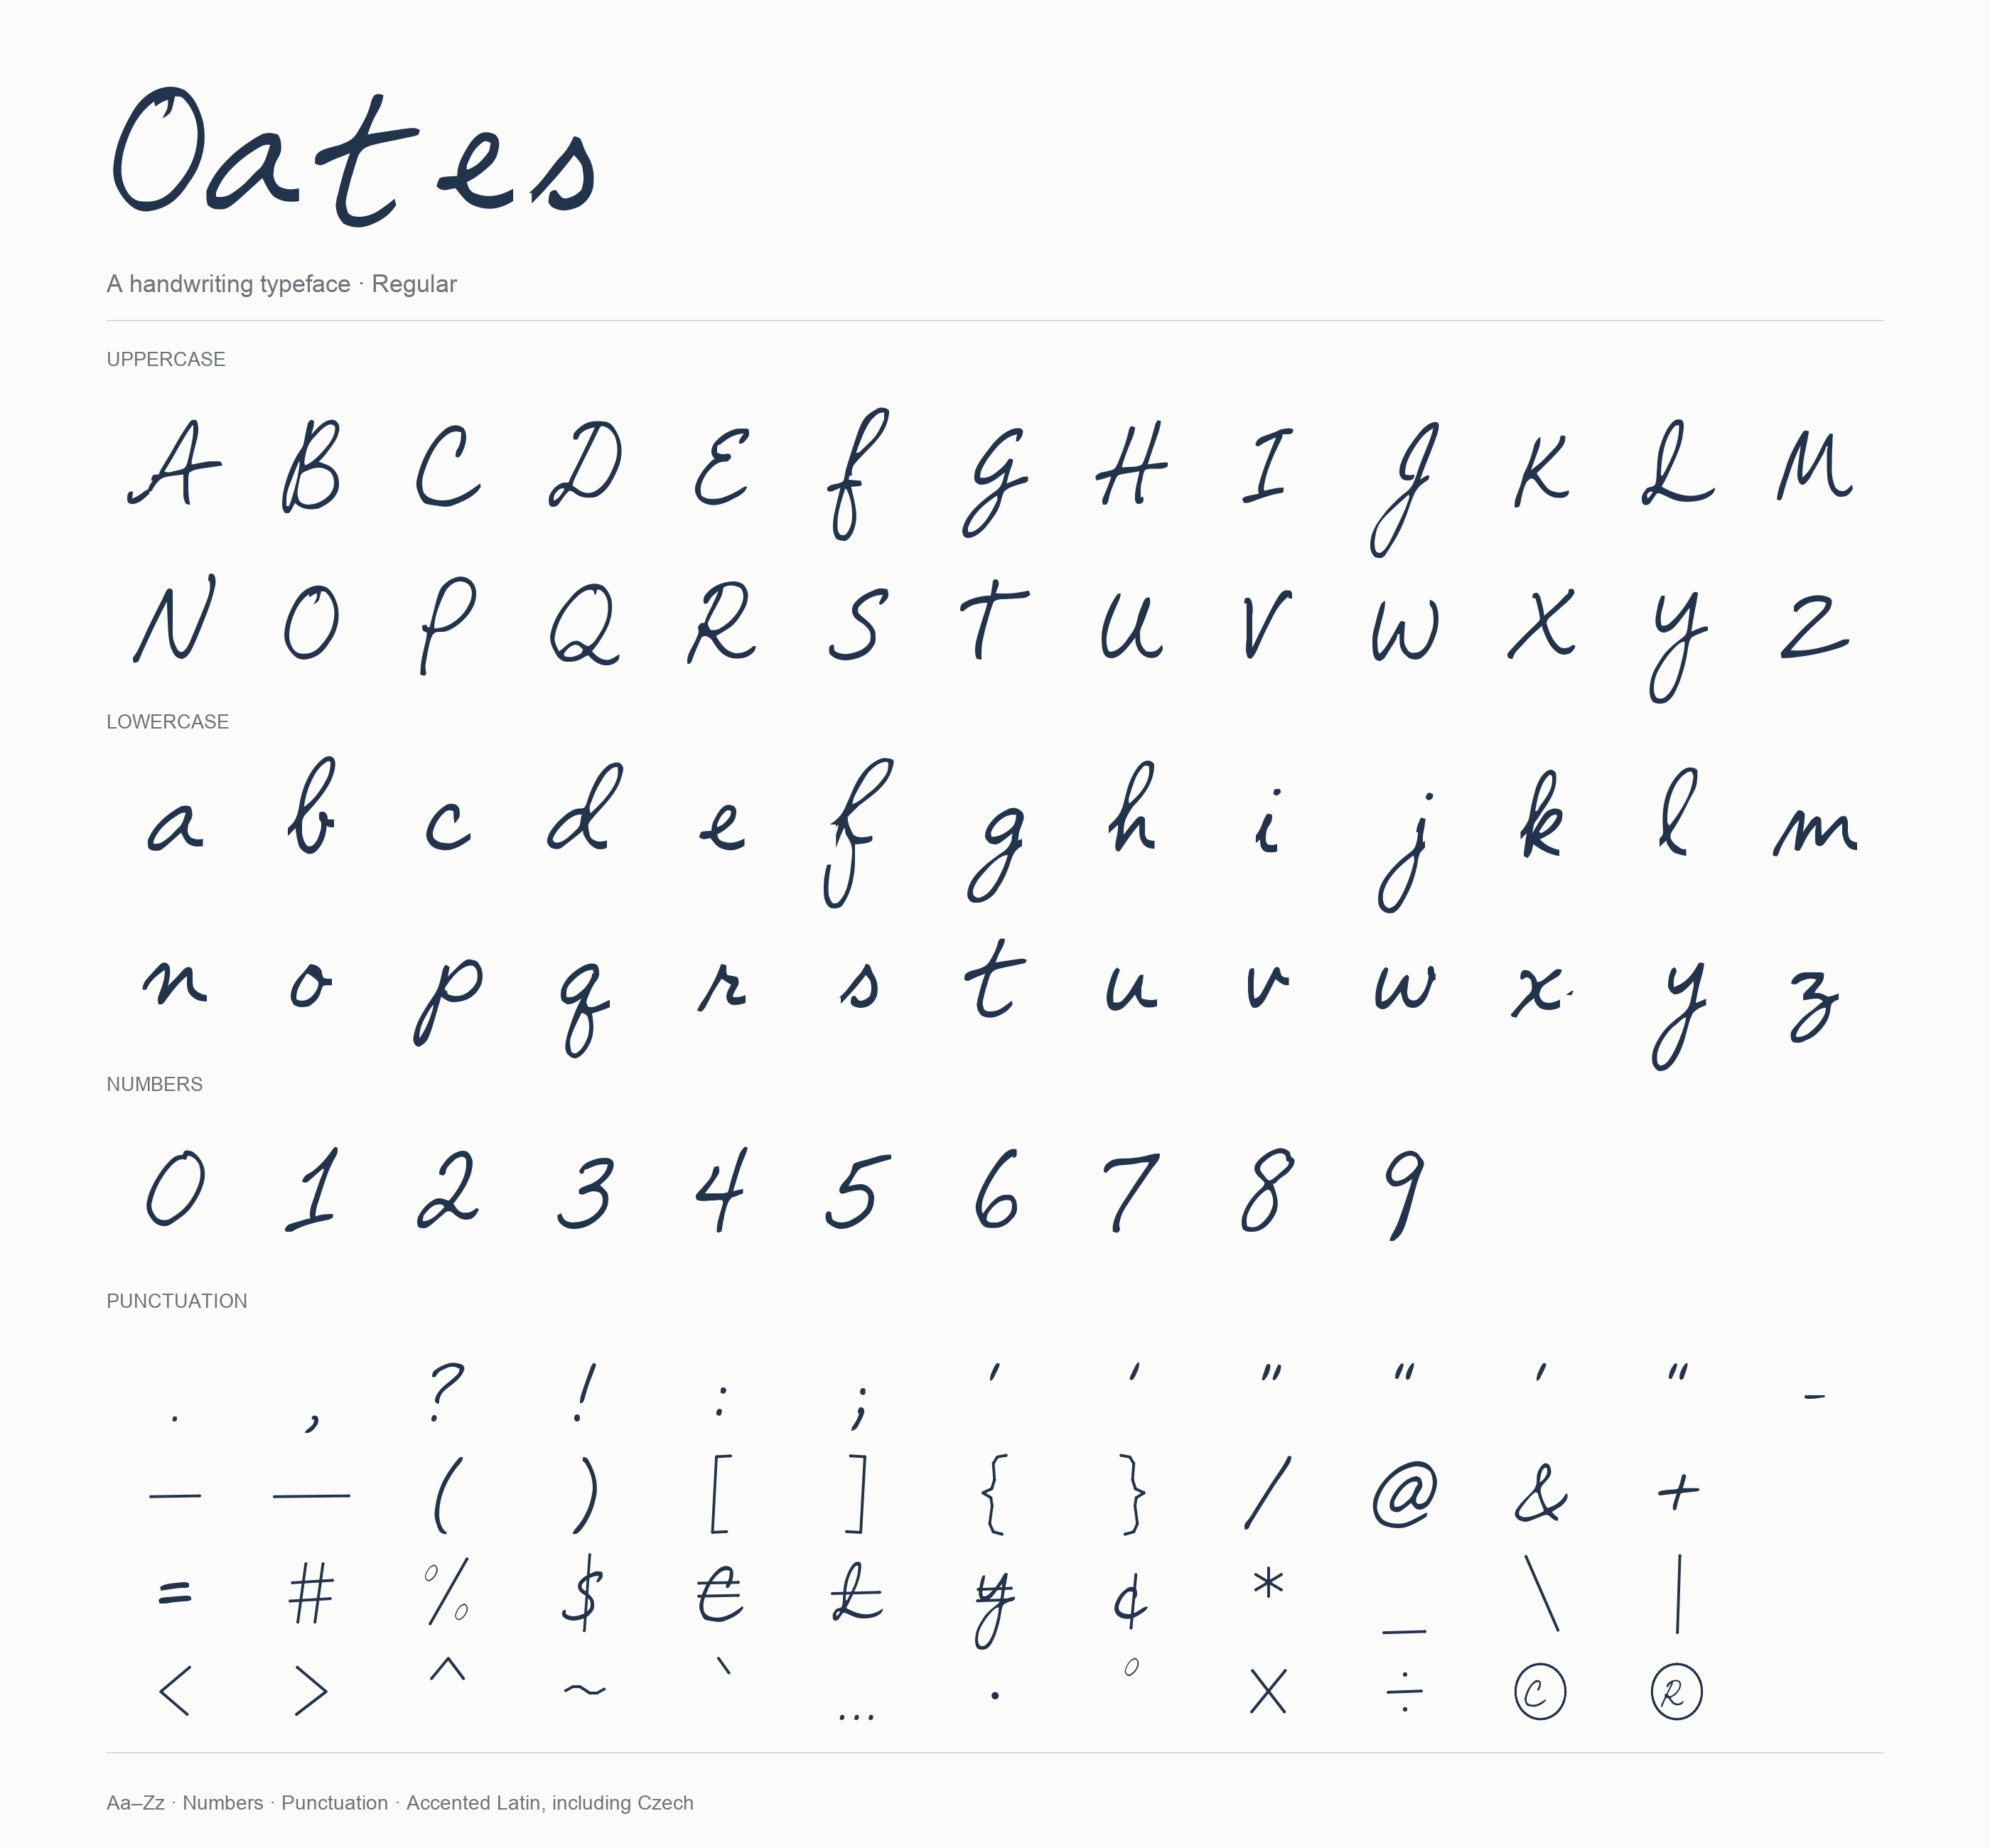 Oates
A handwriting typeface · Regular
UPPERCASE
A B C D E F G H I J K L M
N O P Q R S T U V W X Y Z
LOWERCASE
a b c d e f g h i j k l m
n o p q r s t u v w x y z
NUMBERS
0 1 2 3 4 5 6 7 8 9
PUNCTUATION
. , ? ! : ; ' ’ " “ ‘ “ -
– — ( ) [ ] { } / @ & +
= # % $ € £ ¥ ¢ * _ \ |
< > ^ ~ ` … · ° × ÷ © ®
Aa–Zz · Numbers · Punctuation · Accented Latin, including Czech